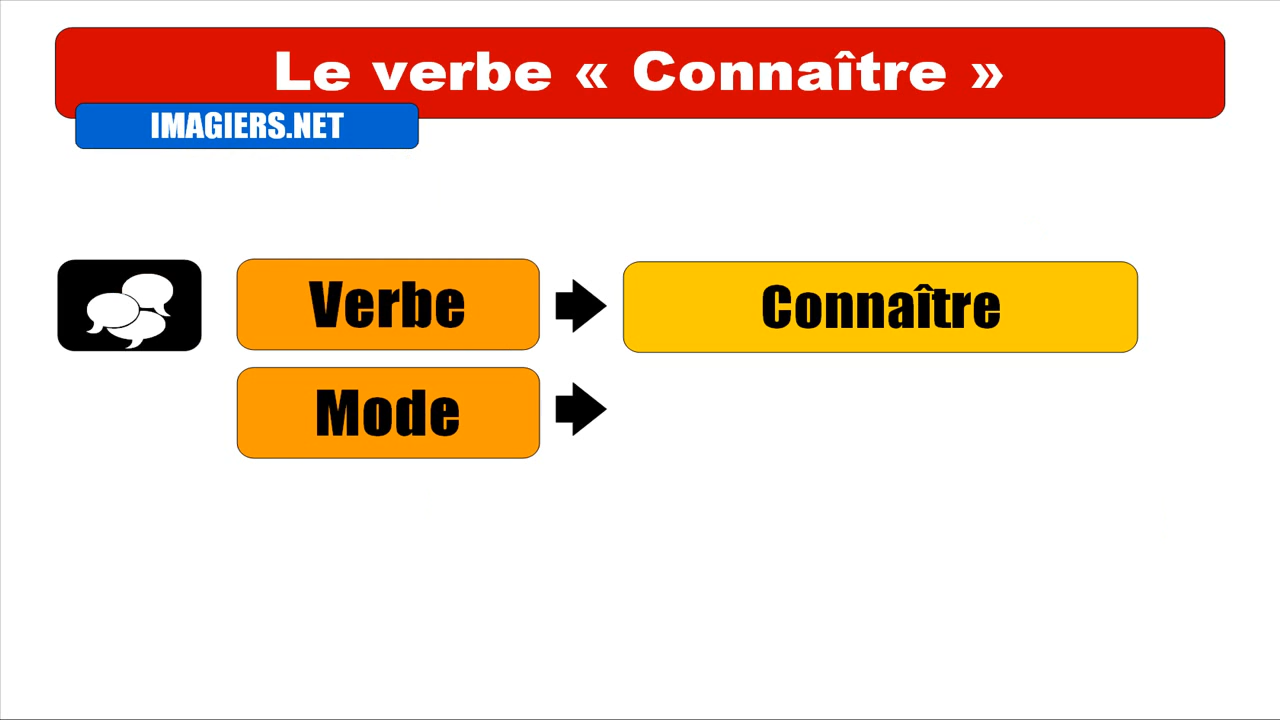 Le verbe « Connaître »
IMAGIERS.NET
Verbe
Connaître
Mode